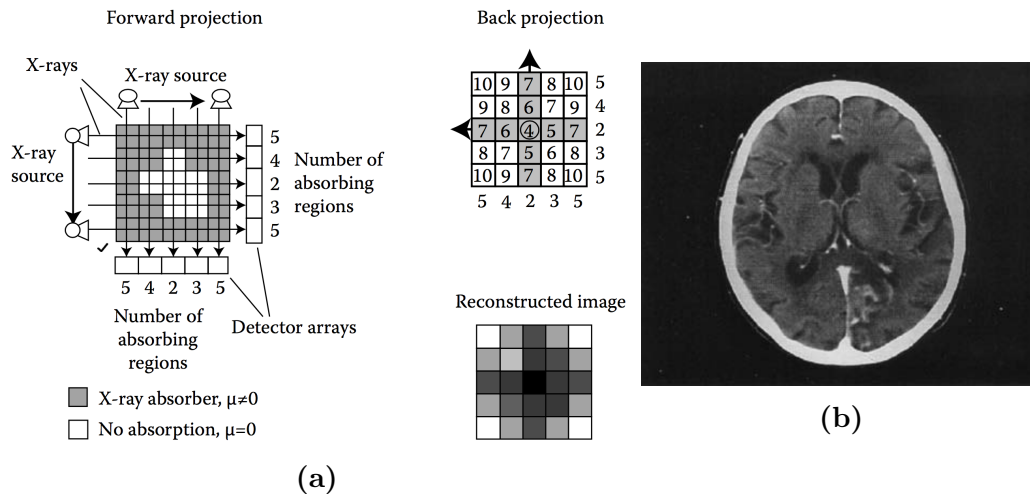 Forward projection
X-rays
X-ray source
X-ray
source
5
4
2
3
5
Number of
absorbing
regions
5 4 2 3 5
Number of
absorbing
regions
Detector arrays
X-ray absorber, μ≠0
No absorption, μ=0
Back projection
10 9 7 8 10 5
9 8 6 7 9 4
7 6 4 5 7 2
8 7 5 6 8 3
10 9 7 8 10 5
5 4 2 3 5
Reconstructed image
(a)
(b)